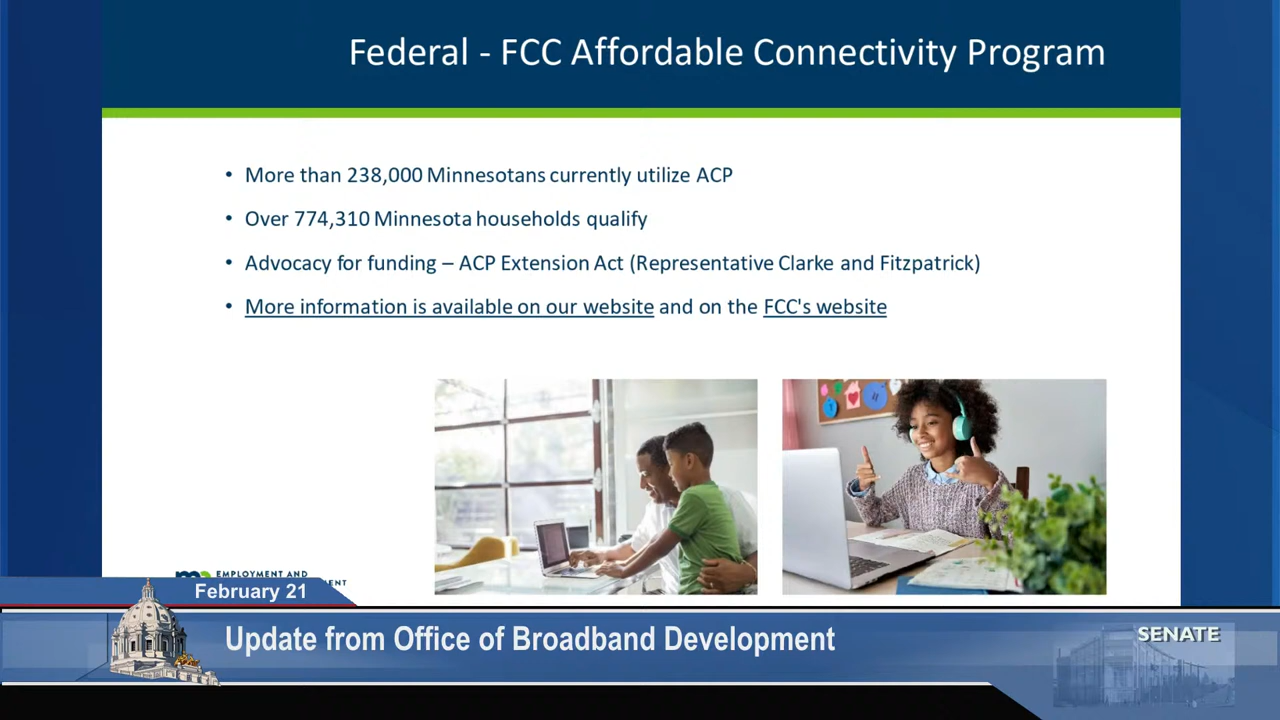 Federal - FCC Affordable Connectivity Program
• More than 238,000 Minnesotans currently utilize ACP
• Over 774,310 Minnesota households qualify
• Advocacy for funding – ACP Extension Act (Representative Clarke and Fitzpatrick)
• More information is available on our website and on the FCC's website
EMPLOYMENT AND
February 21
Update from Office of Broadband Development
SENATE